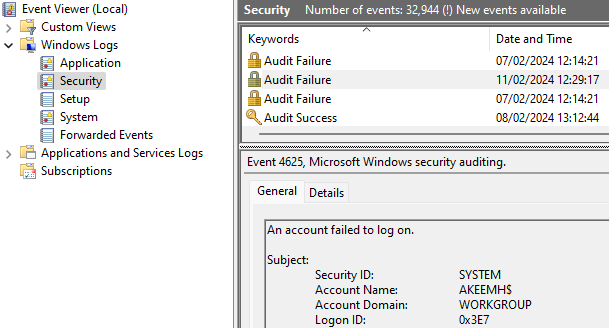 Event Viewer (Local)
Custom Views
Windows Logs
Application
Security
Setup
System
Forwarded Events
Applications and Services Logs
Subscriptions
Security Number of events: 32,944 (!) New events available
Keywords Date and Time
Audit Failure 07/02/2024 12:14:21
Audit Failure 11/02/2024 12:29:17
Audit Failure 07/02/2024 12:14:21
Audit Success 08/02/2024 13:12:44
Event 4625, Microsoft Windows security auditing.
General Details
An account failed to log on.
Subject:
Security ID: SYSTEM
Account Name: AKEEMH$
Account Domain: WORKGROUP
Logon ID: 0x3E7